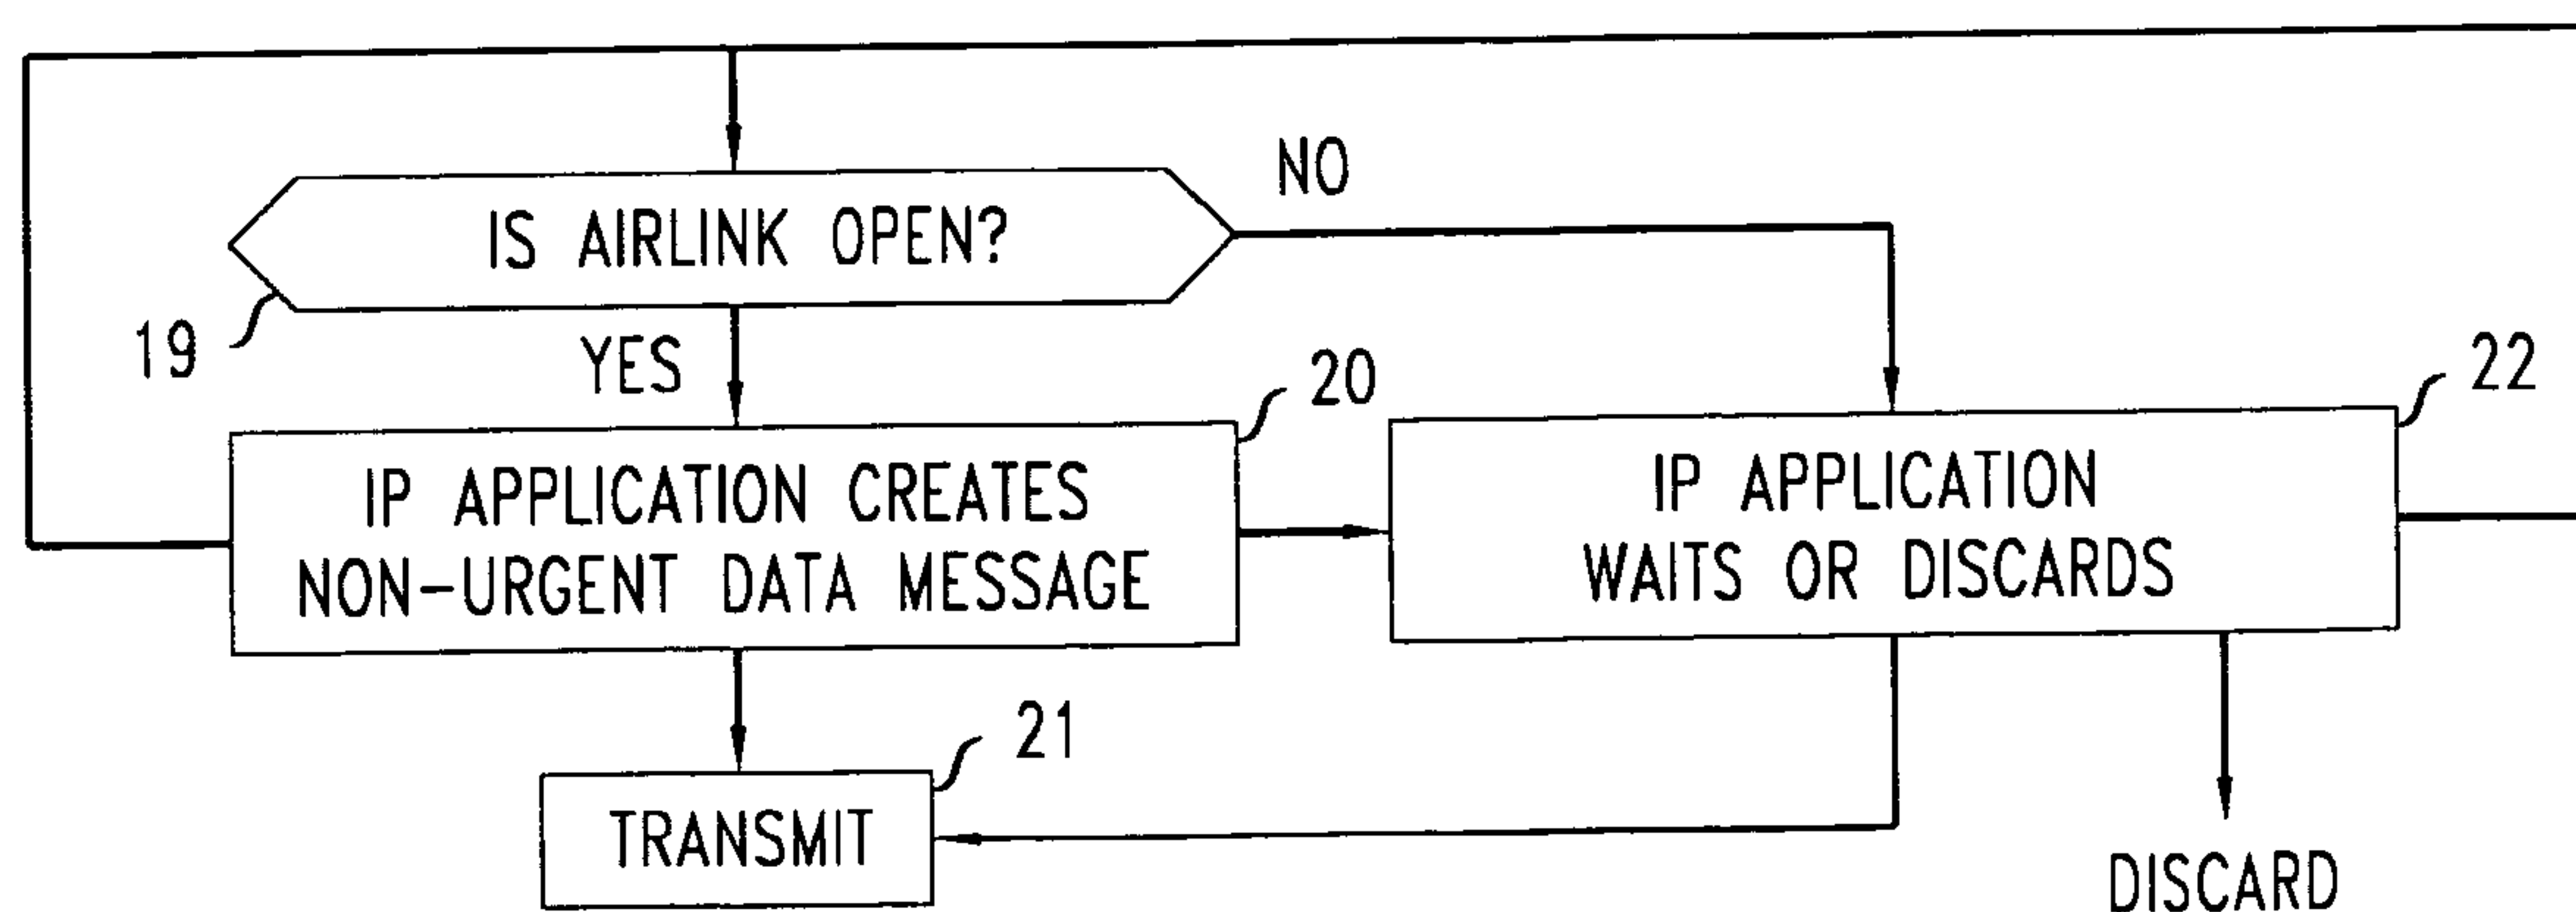 IS AIRLINK OPEN?
NO
19
YES
20
22
IP APPLICATION CREATES
NON-URGENT DATA MESSAGE
IP APPLICATION
WAITS OR DISCARDS
21
TRANSMIT
DISCARD